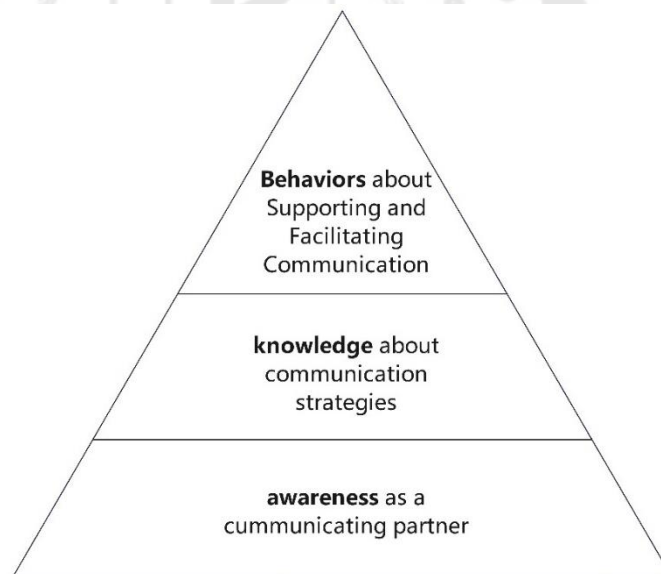 Behaviors about
Supporting and
Facilitating
Communication
knowledge about
communication
strategies
awareness as a
cummunicating partner